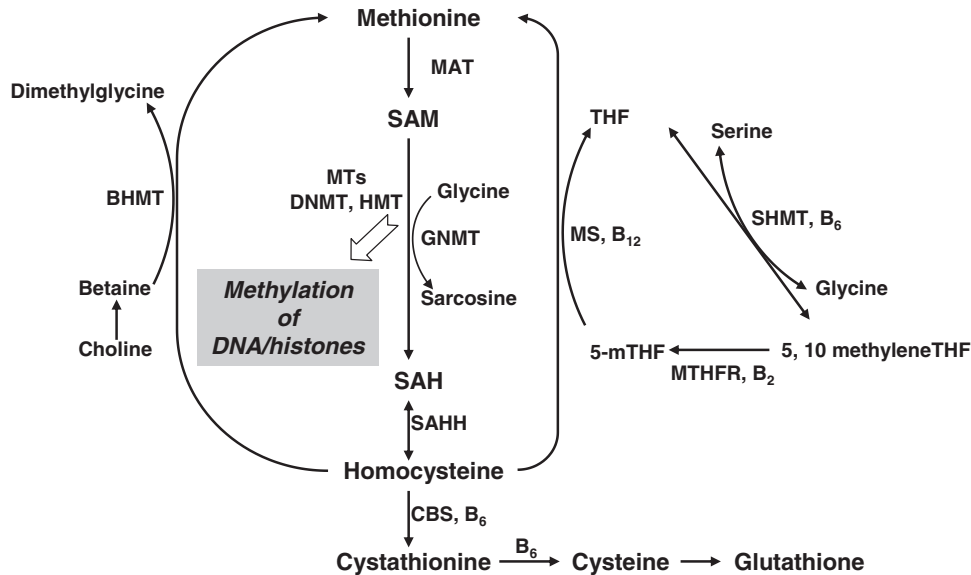 Methionine
MAT
Dimethylglycine
SAM
THF
Serine
MTs
DNMT, HMT
Glycine
BHMT
SHMT, B6
GNMT
MS, B12
Betaine
Methylation
of
DNA/histones
Sarcosine
Glycine
Choline
5-mTHF
5, 10 methyleneTHF
MTHFR, B2
SAH
SAHH
Homocysteine
CBS, B6
Cystathionine
B6
Cysteine
Glutathione